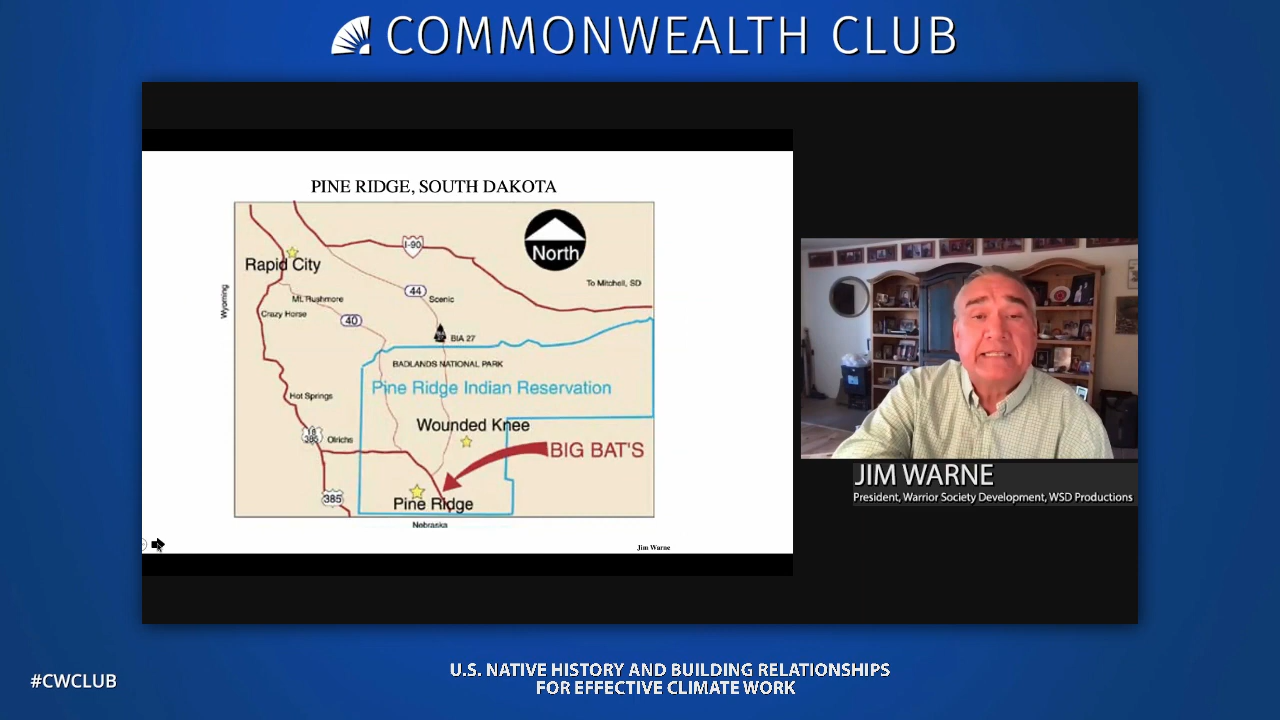 COMMONWEALTH CLUB
PINE RIDGE, SOUTH DAKOTA
I-90
North
Rapid City
To Mitchell, SD
Wyoming
44
Scenic
Mt. Rushmore
Crazy Horse
40
BIA 27
BADLANDS NATIONAL PARK
Pine Ridge Indian Reservation
Hot Springs
Wounded Knee
18
385
Olrichs
BIG BAT'S
385
Pine Ridge
Nebraska
Jim Warne
JIM WARNE
President, Warrior Society Development, WSD Productions
#CWCLUB
U.S. NATIVE HISTORY AND BUILDING RELATIONSHIPS
FOR EFFECTIVE CLIMATE WORK